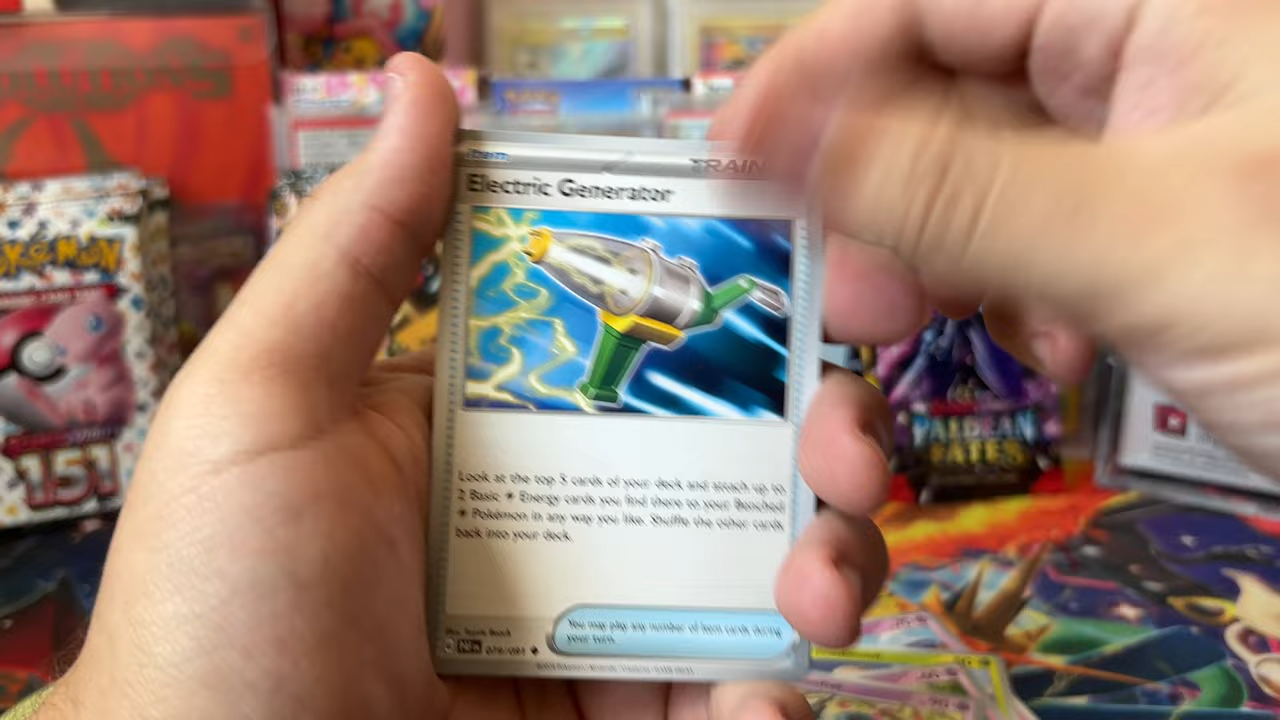 POKÉMON
151
Item
TRAIN
Electric Generator
Look at the top 5 cards of your deck and attach up to
2 Basic Energy cards you find there to your Benched
Pokémon in any way you like. Shuffle the other cards
back into your deck.
You may play any number of Item cards during
your turn.
PALDEAN
FATES